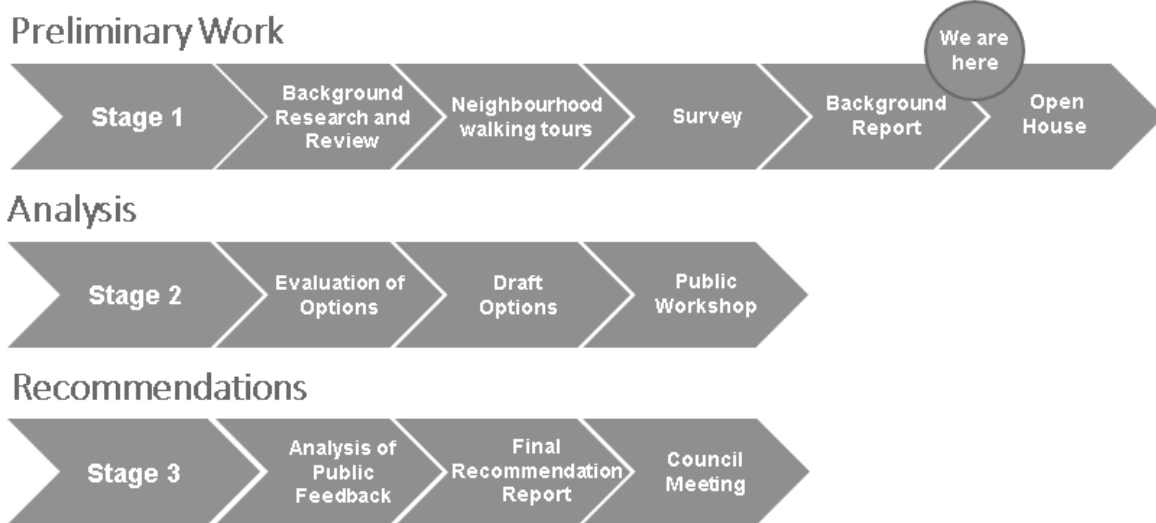 Preliminary Work
We are
here
Stage 1
Background
Research and
Review
Neighbourhood
walking tours
Survey
Background
Report
Open
House
Analysis
Stage 2
Evaluation of
Options
Draft
Options
Public
Workshop
Recommendations
Stage 3
Analysis of
Public
Feedback
Final
Recommendation
Report
Council
Meeting